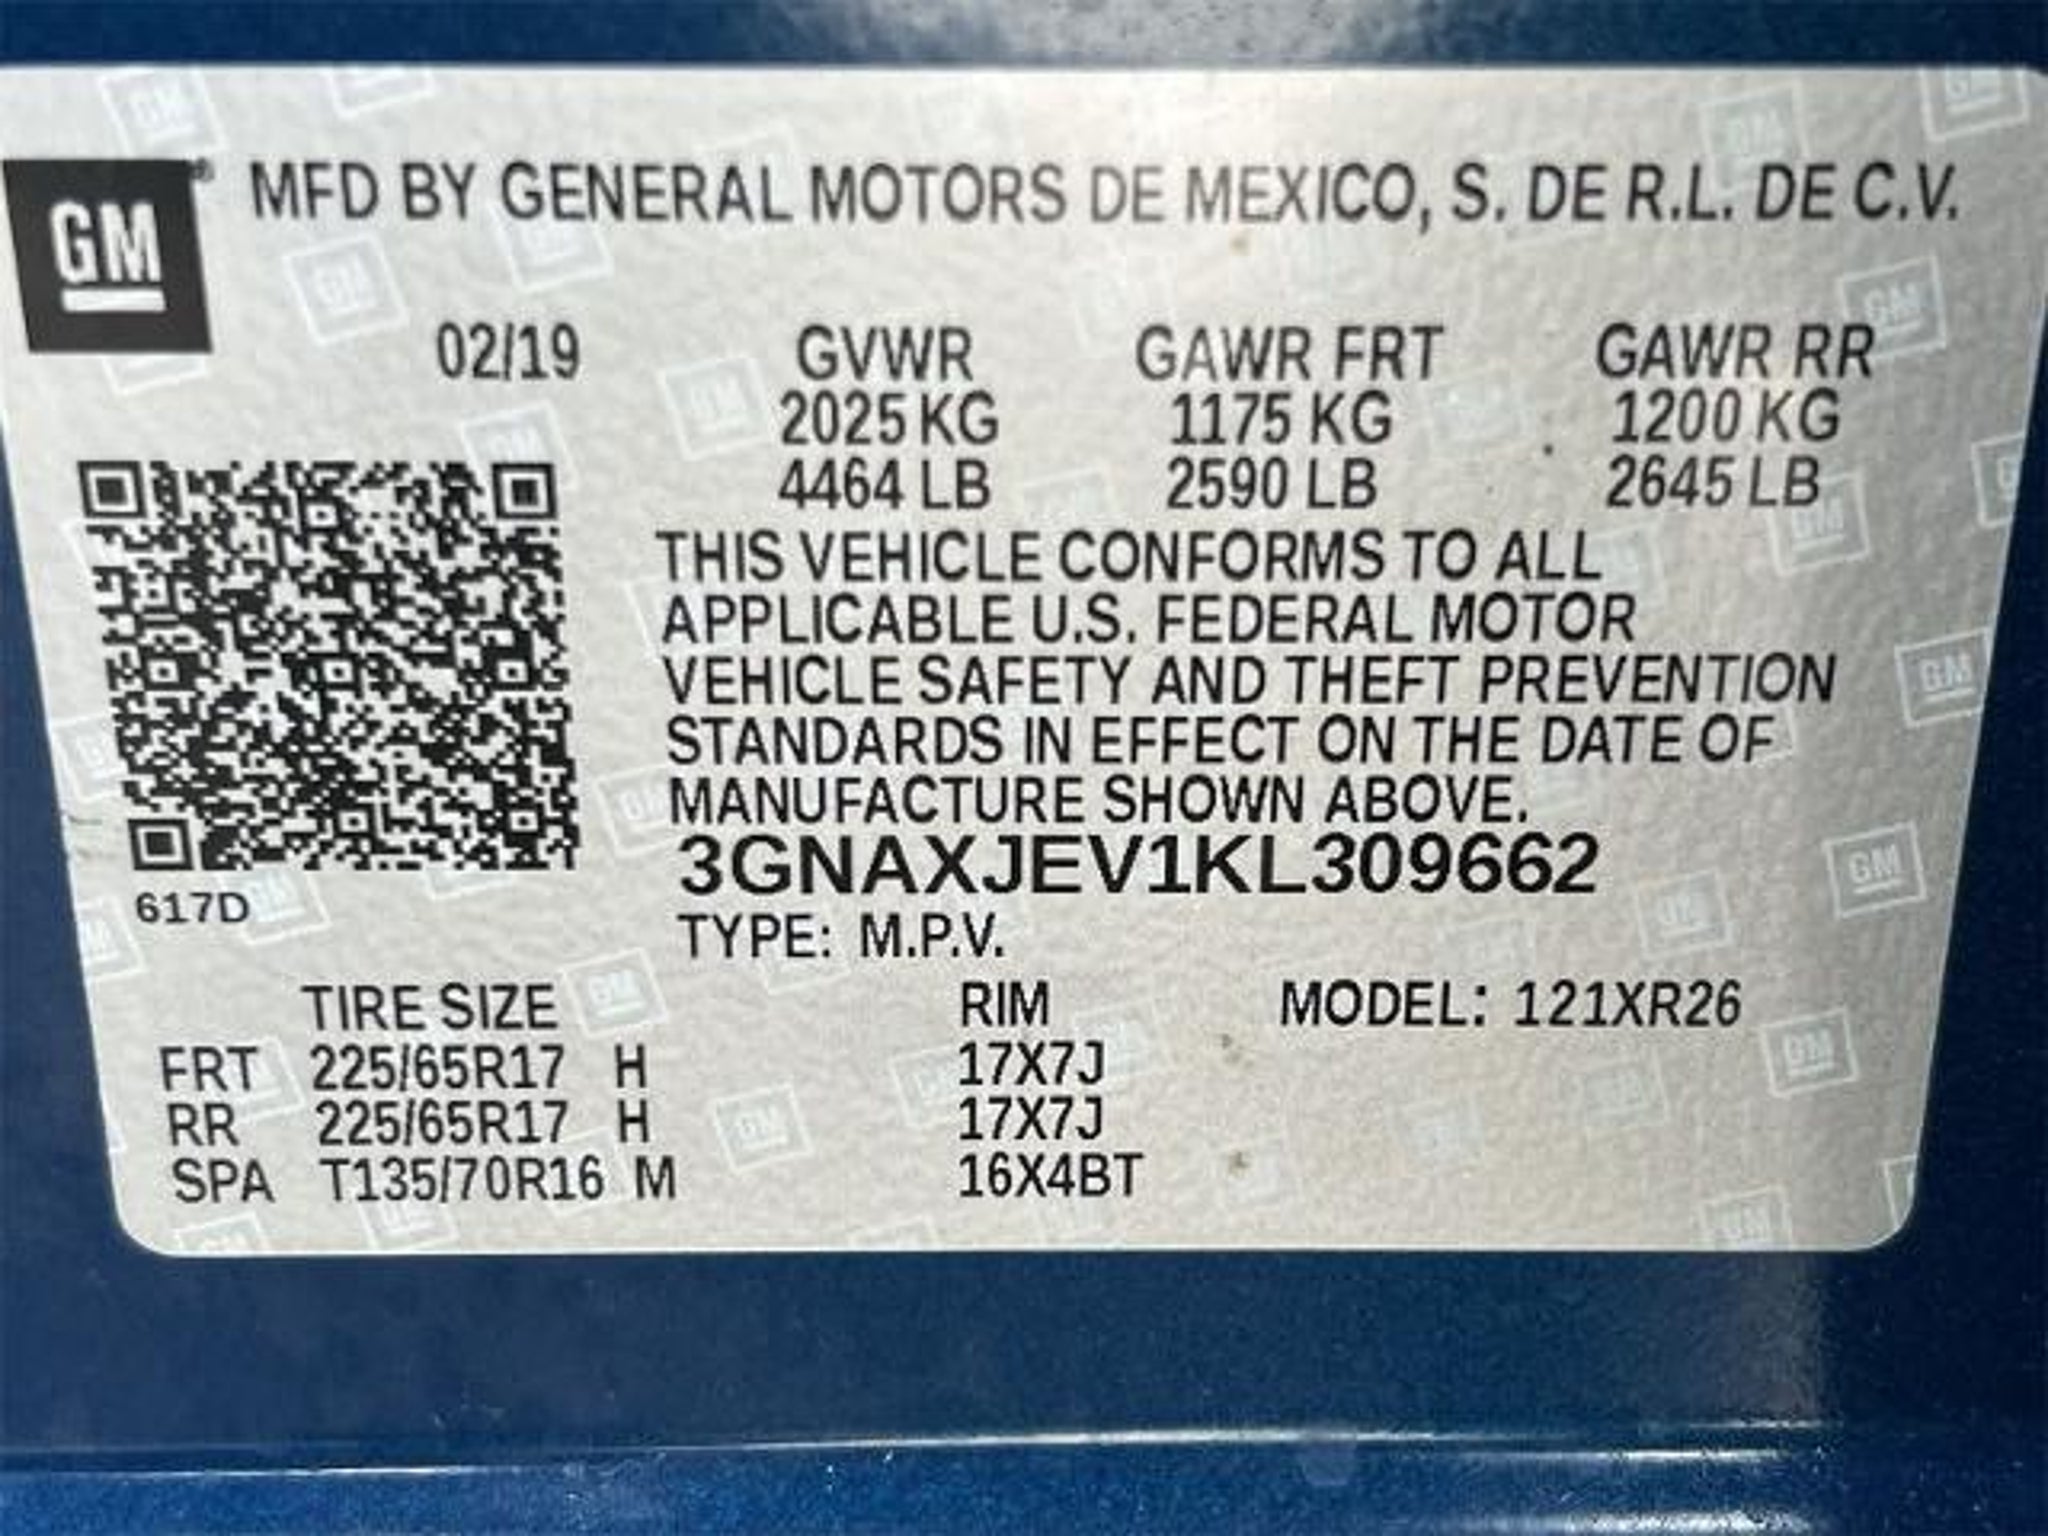 GM® MFD BY GENERAL MOTORS DE MEXICO, S. DE R.L. DE C.V.
02/19 GVWR GAWR FRT GAWR RR
2025 KG 1175 KG 1200 KG
4464 LB 2590 LB 2645 LB
THIS VEHICLE CONFORMS TO ALL
APPLICABLE U.S. FEDERAL MOTOR
VEHICLE SAFETY AND THEFT PREVENTION
STANDARDS IN EFFECT ON THE DATE OF
MANUFACTURE SHOWN ABOVE.
3GNAXJEV1KL309662
617D
TYPE: M.P.V.
TIRE SIZE RIM MODEL: 121XR26
FRT 225/65R17 H 17X7J
RR 225/65R17 H 17X7J
SPA T135/70R16 M 16X4BT